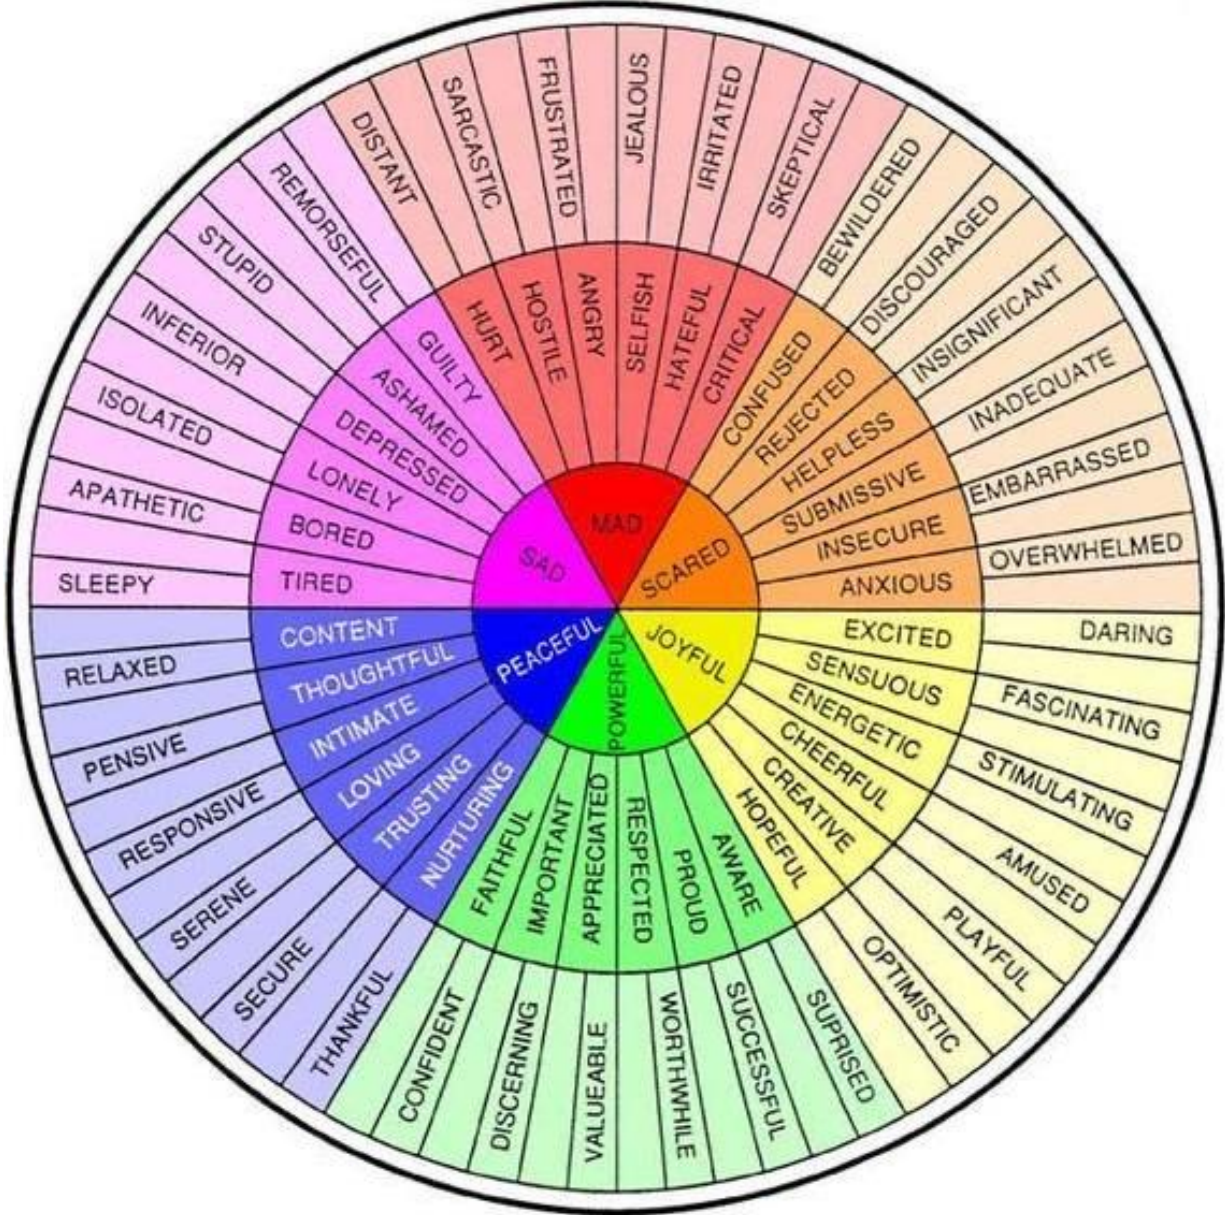 MAD
SCARED
JOYFUL
POWERFUL
PEACEFUL
SAD
HURT
HOSTILE
ANGRY
SELFISH
HATEFUL
CRITICAL
CONFUSED
REJECTED
HELPLESS
SUBMISSIVE
INSECURE
ANXIOUS
EXCITED
SENSUOUS
ENERGETIC
CHEERFUL
CREATIVE
HOPEFUL
AWARE
PROUD
RESPECTED
APPRECIATED
IMPORTANT
FAITHFUL
NURTURING
TRUSTING
LOVING
INTIMATE
THOUGHTFUL
CONTENT
TIRED
BORED
LONELY
DEPRESSED
ASHAMED
GUILTY
DISTANT
SARCASTIC
FRUSTRATED
JEALOUS
IRRITATED
SKEPTICAL
BEWILDERED
DISCOURAGED
INSIGNIFICANT
INADEQUATE
EMBARRASSED
OVERWHELMED
DARING
FASCINATING
STIMULATING
AMUSED
PLAYFUL
OPTIMISTIC
SUPRISED
SUCCESSFUL
WORTHWHILE
VALUEABLE
DISCERNING
CONFIDENT
THANKFUL
SECURE
SERENE
RESPONSIVE
PENSIVE
RELAXED
SLEEPY
APATHETIC
ISOLATED
INFERIOR
STUPID
REMORSEFUL